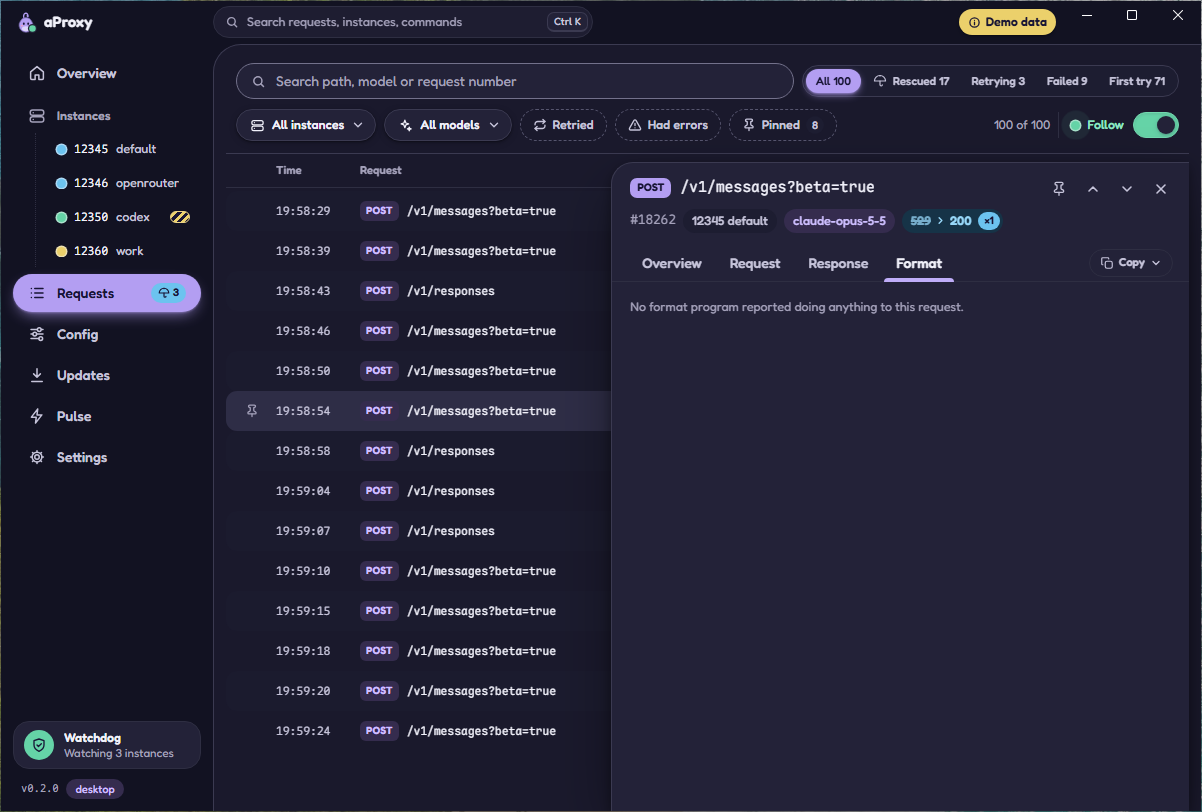 aProxy
Search requests, instances, commands
Ctrl K
Demo data
Overview
Instances
12345 default
12346 openrouter
12350 codex
12360 work
Requests
3
Config
Updates
Pulse
Settings
Watchdog
Watching 3 instances
v0.2.0
desktop
Search path, model or request number
All 100
Rescued 17
Retrying 3
Failed 9
First try 71
All instances
All models
Retried
Had errors
Pinned 8
100 of 100
Follow
Time Request
19:58:29 POST /v1/messages?beta=true
19:58:39 POST /v1/messages?beta=true
19:58:43 POST /v1/responses
19:58:46 POST /v1/messages?beta=true
19:58:50 POST /v1/messages?beta=true
19:58:54 POST /v1/messages?beta=true
19:58:58 POST /v1/responses
19:59:04 POST /v1/responses
19:59:07 POST /v1/responses
19:59:10 POST /v1/messages?beta=true
19:59:15 POST /v1/messages?beta=true
19:59:18 POST /v1/messages?beta=true
19:59:20 POST /v1/messages?beta=true
19:59:24 POST /v1/messages?beta=true
POST /v1/messages?beta=true
#18262 12345 default claude-opus-5-5 529 > 200 x1
Overview Request Response Format
Copy
No format program reported doing anything to this request.